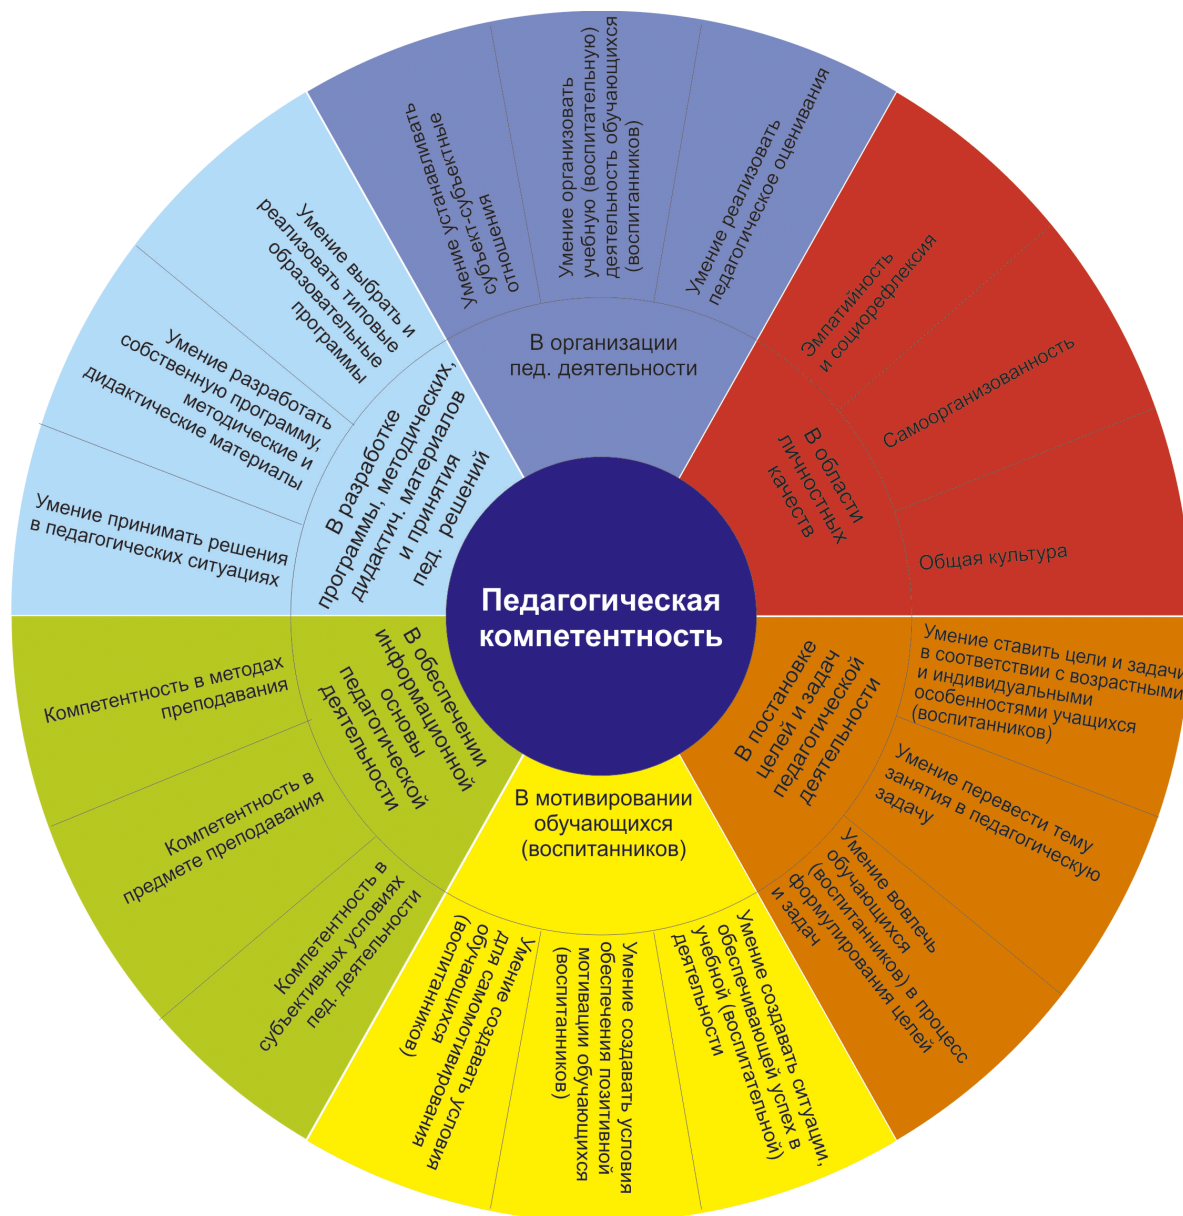 Педагогическая
компетентность
В организации
пед. деятельности
Умение устанавливать
субъект-субъектные
отношения
Умение организовать
учебную (воспитательную)
деятельность обучающихся
(воспитанников)
Умение реализовать
педагогическое оценивания
В области
личностных
качеств
Эмпатийность
и социорефлексия
Самоорганизованность
Общая культура
В постановке
целей и задач
педагогической
деятельности
Умение ставить цели и задачи
в соответствии с возрастными
и индивидуальными
особенностями учащихся
(воспитанников)
Умение перевести тему
занятия в педагогическую
задачу
Умение вовлечь
обучающихся
(воспитанников) в процесс
формулирования целей
и задач
В мотивировании
обучающихся
(воспитанников)
Умение создавать ситуации,
обеспечивающей успех в
учебной (воспитательной)
деятельности
Умение создавать условия
обеспечения позитивной
мотивации обучающихся
(воспитанников)
Умение создавать условия
для самомотивирования
обучающихся
(воспитанников)
В обеспечении
информационной
основы
педагогической
деятельности
Компетентность в
субъективных условиях
пед. деятельности
Компетентность в
предмете преподавания
Компетентность в методах
преподавания
В разработке
программы, методических,
дидактич. материалов
и принятия
пед. решений
Умение принимать решения
в педагогических ситуациях
Умение разработать
собственную программу,
методические и
дидактические материалы
Умение выбрать и
реализовать типовые
образовательные
программы